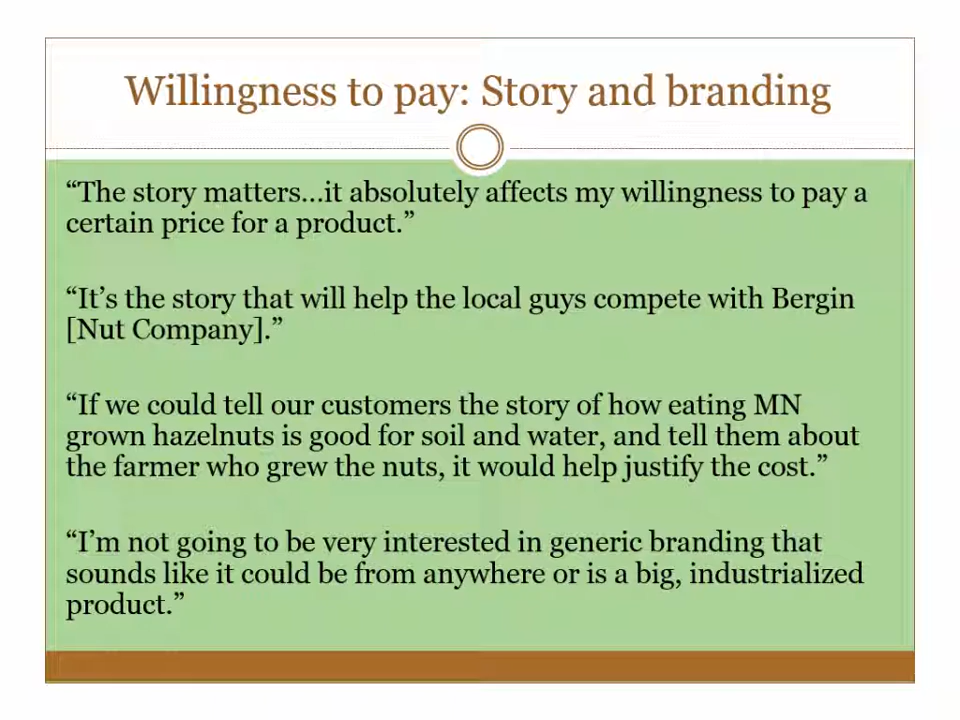 Willingness to pay: Story and branding
“The story matters…it absolutely affects my willingness to pay a
certain price for a product.”
“It’s the story that will help the local guys compete with Bergin
[Nut Company].”
“If we could tell our customers the story of how eating MN
grown hazelnuts is good for soil and water, and tell them about
the farmer who grew the nuts, it would help justify the cost.”
“I’m not going to be very interested in generic branding that
sounds like it could be from anywhere or is a big, industrialized
product.”